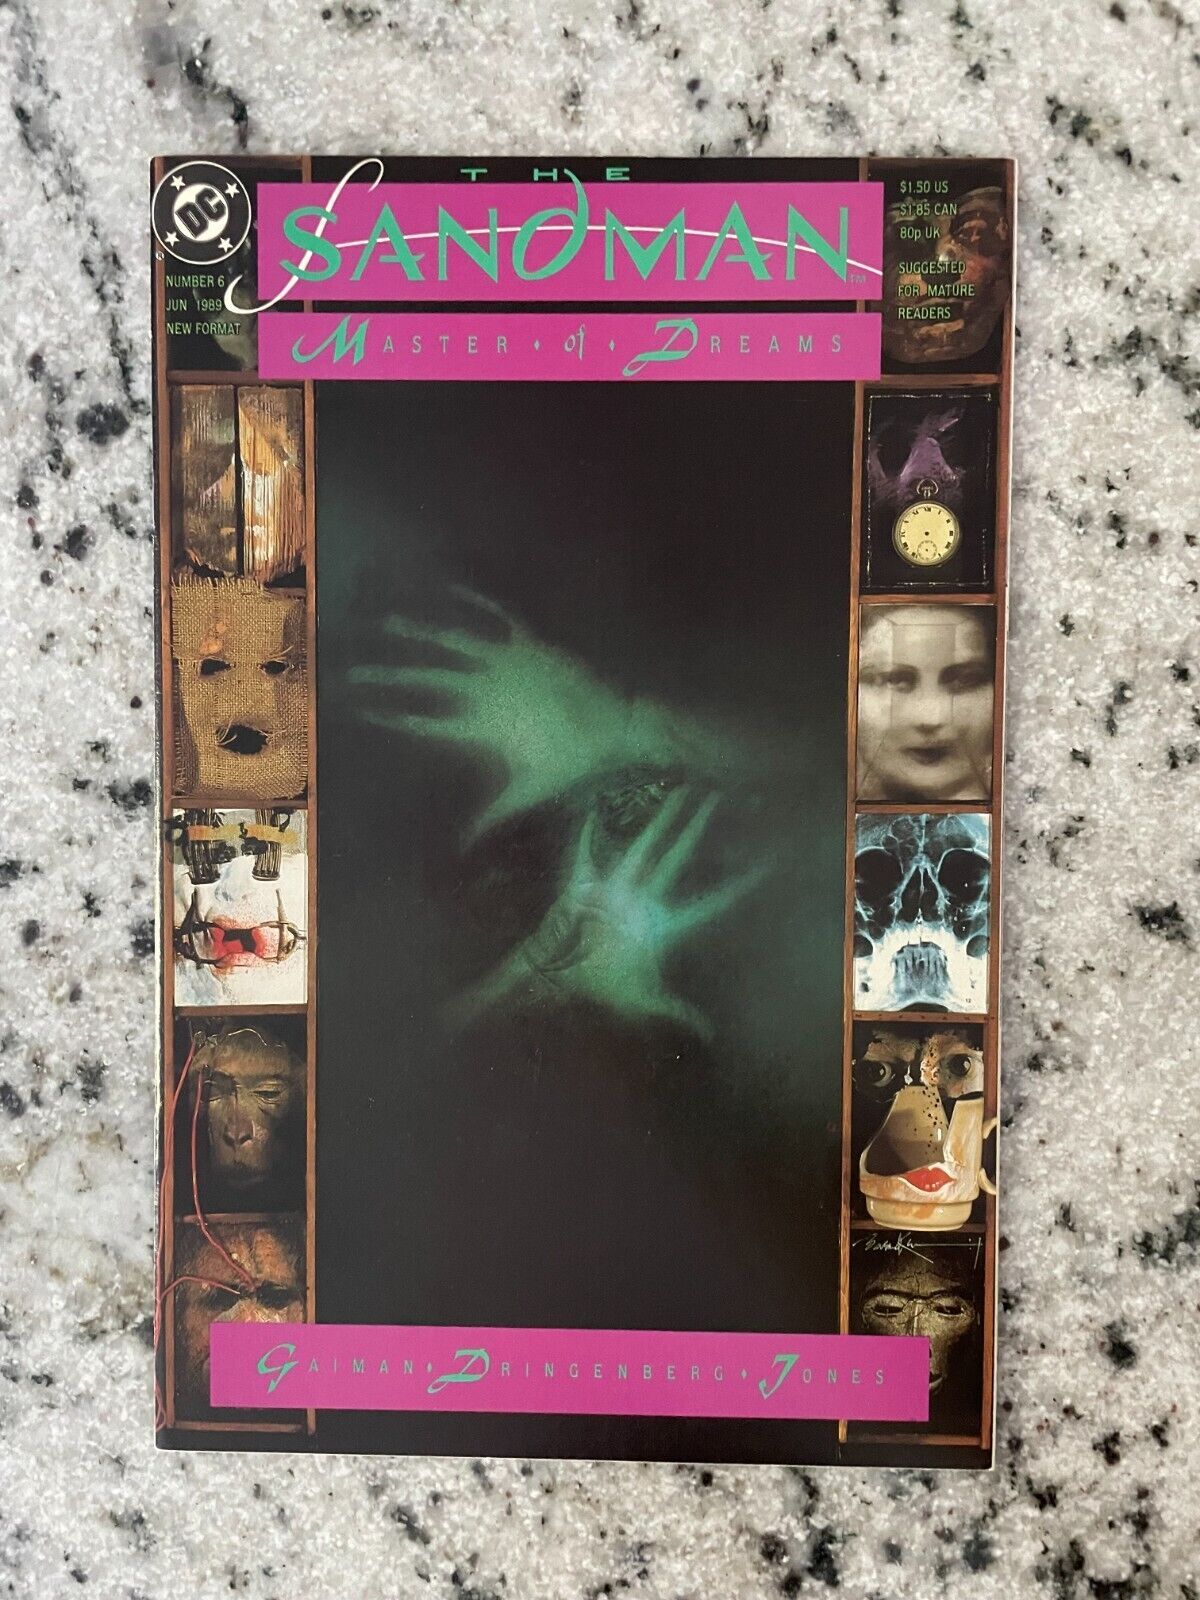 THE
SANDMAN™
MASTER • of • DREAMS
DC
®
NUMBER 6
JUN 1989
NEW FORMAT
$1.50 US
$1.85 CAN
80p UK
SUGGESTED
FOR MATURE
READERS
GAIMAN • DRINGENBERG • JONES